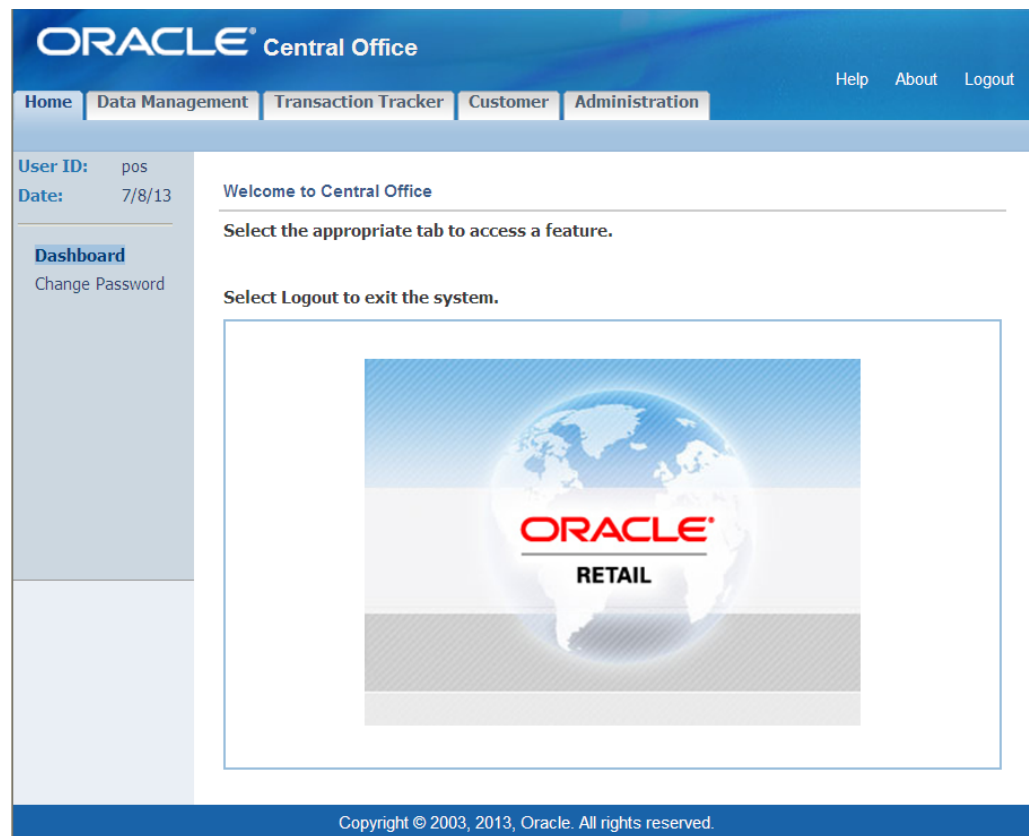 ORACLE® Central Office
Help About Logout
Home Data Management Transaction Tracker Customer Administration
User ID: pos
Date: 7/8/13
Dashboard
Change Password
Welcome to Central Office
Select the appropriate tab to access a feature.
Select Logout to exit the system.
ORACLE®
RETAIL
Copyright © 2003, 2013, Oracle. All rights reserved.